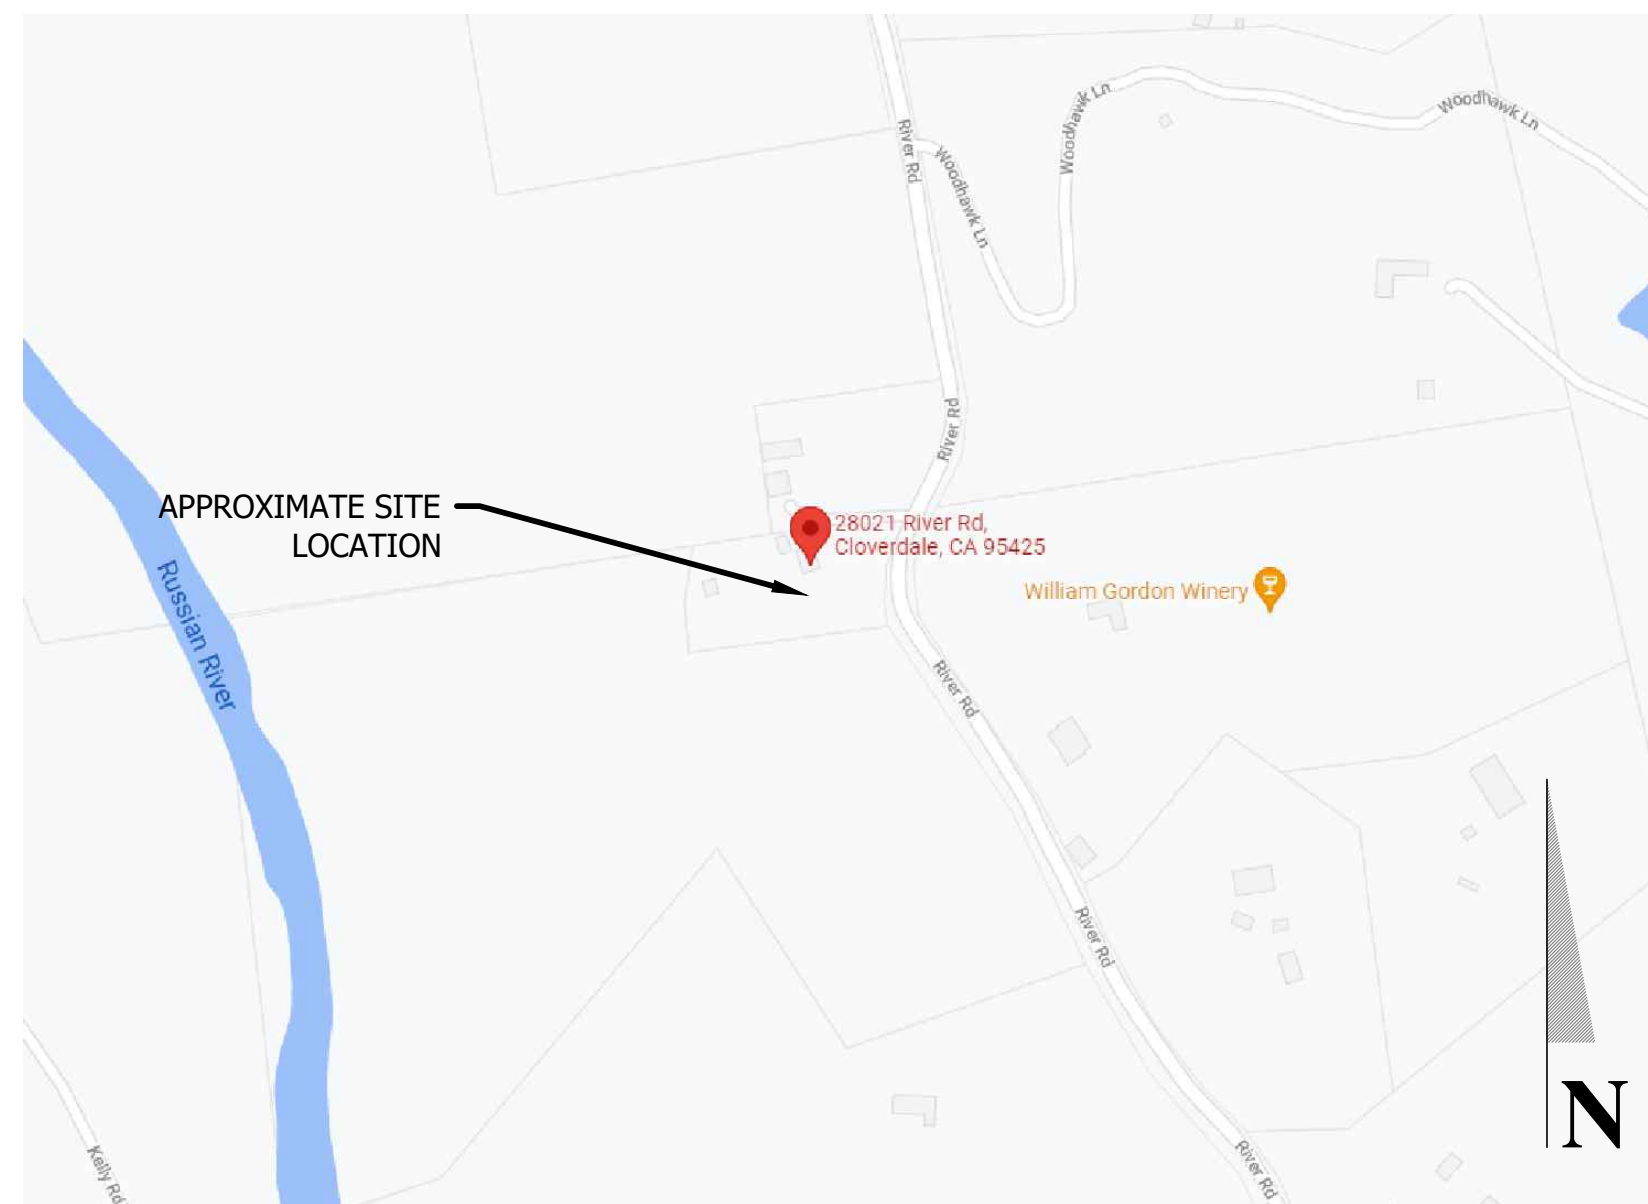 Woodhawk Ln
Woodhawk Ln
River Rd
Woodhawk Ln
River Rd
APPROXIMATE SITE
LOCATION
28021 River Rd,
Cloverdale, CA 95425
William Gordon Winery
Russian River
River Rd
River Rd
N
Kelly Rd
River Rd